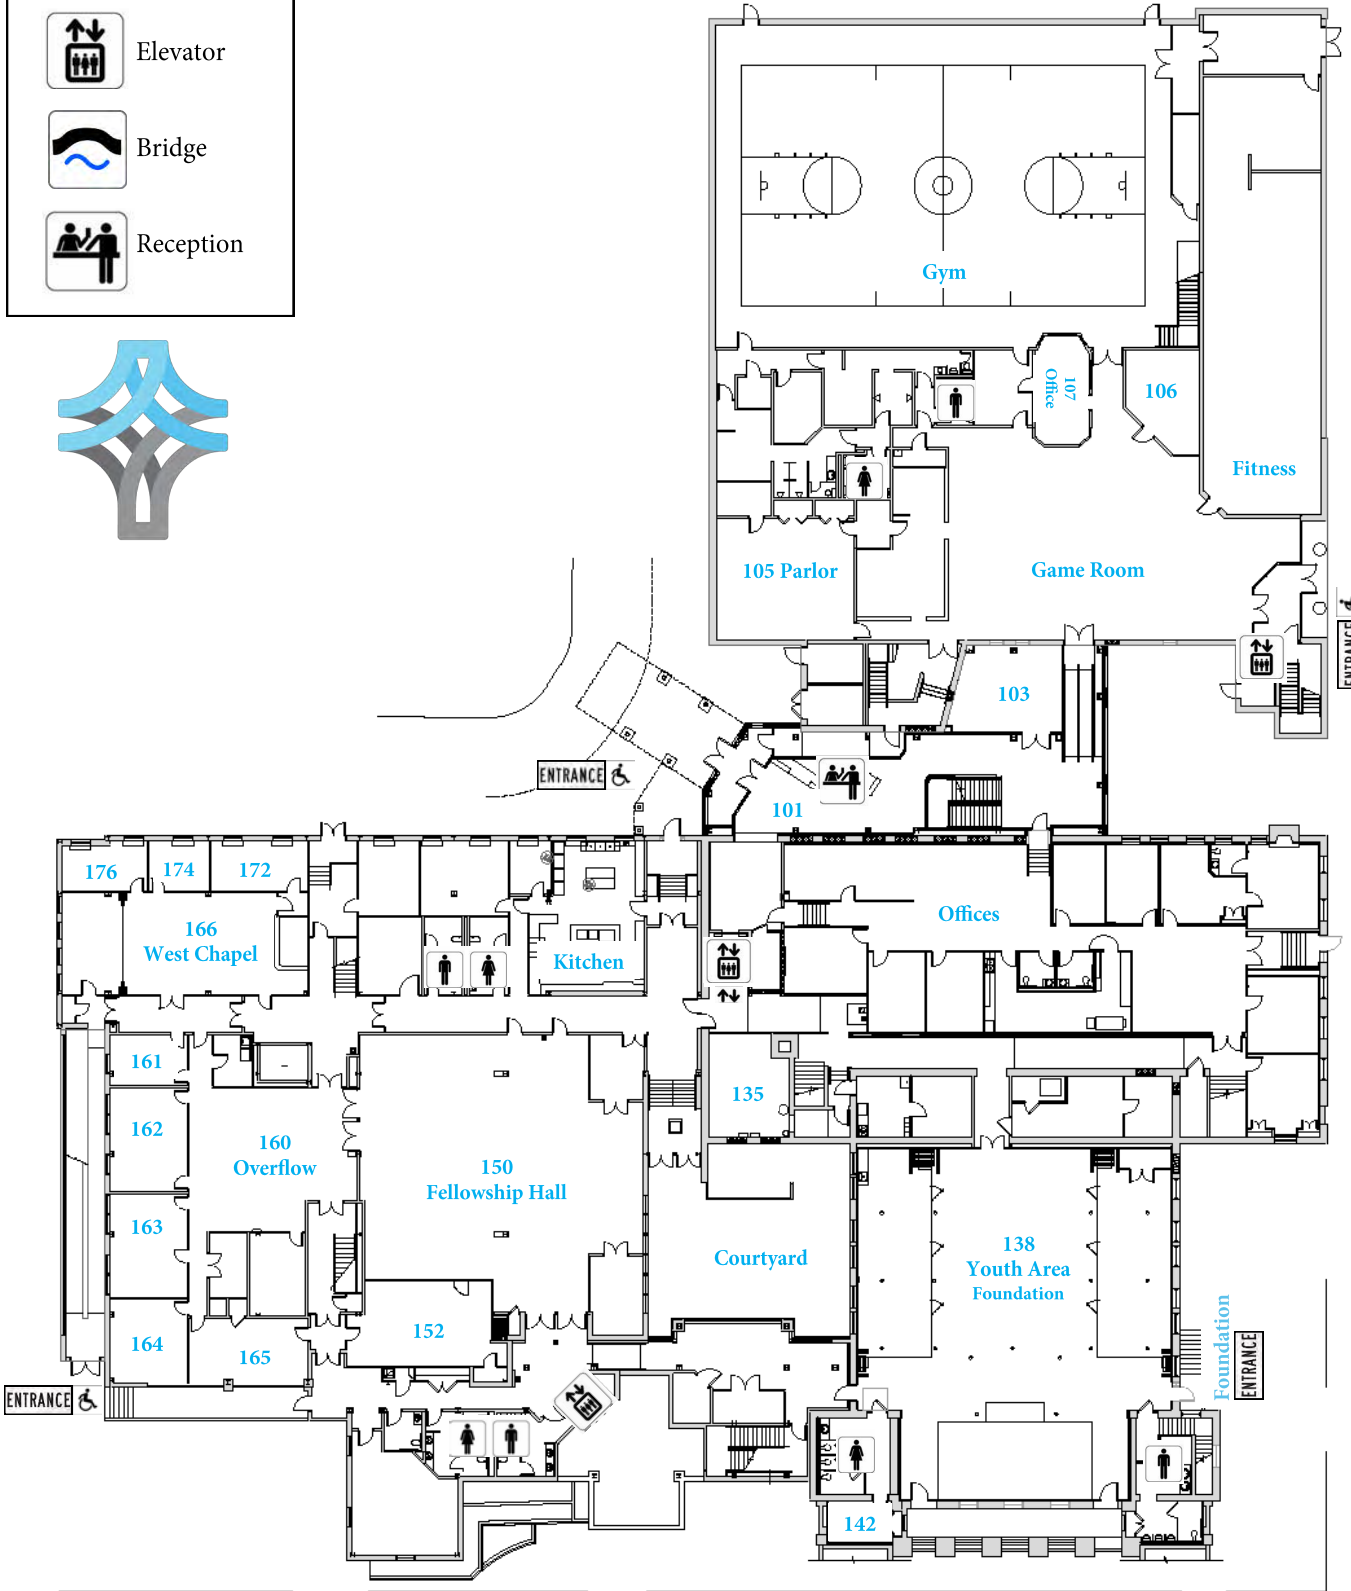 Elevator
Bridge
Reception
Gym
107
Office
106
Fitness
105 Parlor
Game Room
ENTRANCE
103
ENTRANCE
101
176
174
172
166
West Chapel
Kitchen
Offices
161
135
162
160
Overflow
150
Fellowship Hall
163
138
Youth Area
Foundation
Courtyard
152
164
165
Foundation
ENTRANCE
ENTRANCE
142